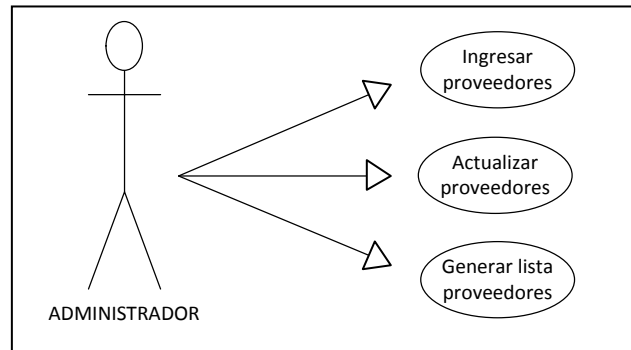 Ingresar
proveedores
Actualizar
proveedores
Generar lista
proveedores
ADMINISTRADOR